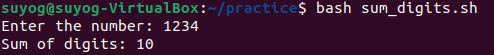 suyog@suyog-VirtualBox:~/practice$ bash sum_digits.sh
Enter the number: 1234
Sum of digits: 10